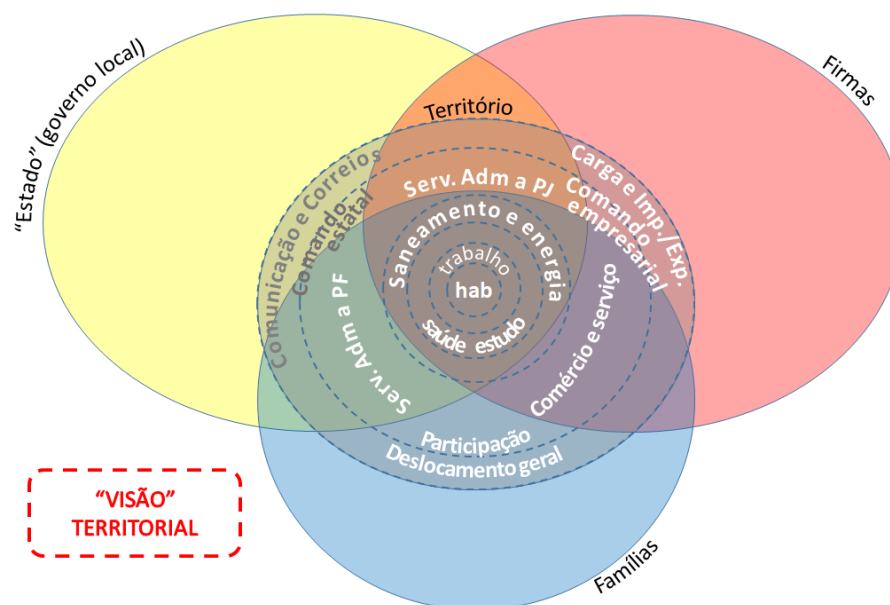 “Estado” (governo local)
Firmas
Território
Comunicação e Correios
Comando
estatal
Serv. Adm a PJ
Carga e Imp./Exp.
Comando
empresarial
Saneamento e energia
trabalho
hab
saúde estudo
Serv. Adm a PF
Comércio e serviço
Participação
Deslocamento geral
“VISÃO”
TERRITORIAL
Famílias